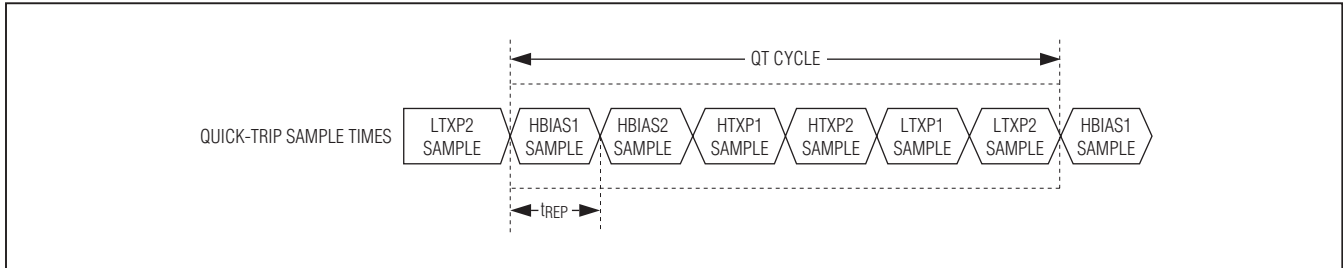 QT CYCLE
QUICK-TRIP SAMPLE TIMES
LTXP2
SAMPLE
HBIAS1
SAMPLE
HBIAS2
SAMPLE
HTXP1
SAMPLE
HTXP2
SAMPLE
LTXP1
SAMPLE
LTXP2
SAMPLE
HBIAS1
SAMPLE
tREP